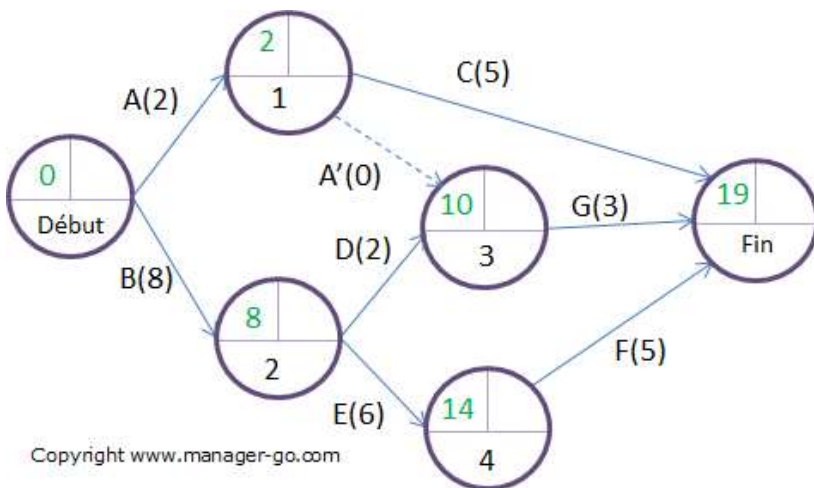 2
1
A(2)
C(5)
0
Début
A’(0)
10
3
G(3)
19
Fin
B(8)
D(2)
8
2
E(6)
14
4
F(5)
Copyright www.manager-go.com